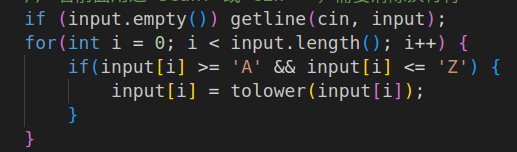 if (input.empty()) getline(cin, input);
for(int i = 0; i < input.length(); i++) {
if(input[i] >= 'A' && input[i] <= 'Z') {
input[i] = tolower(input[i]);
}
}